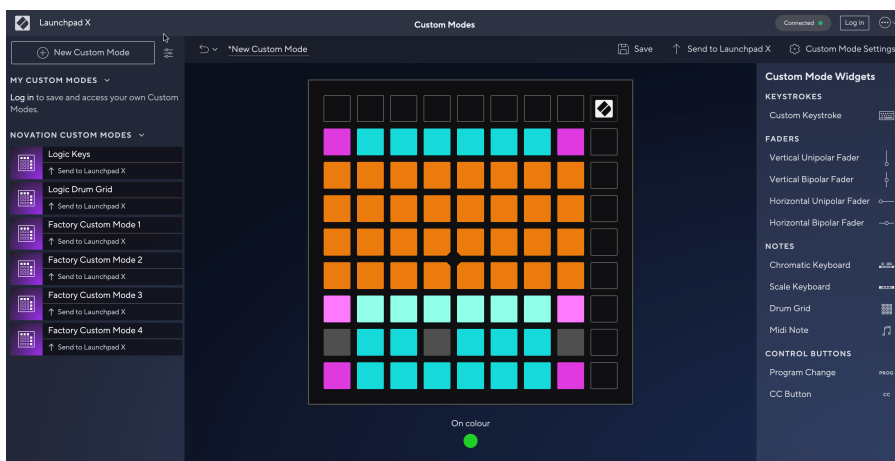 Launchpad X
Custom Modes
Connected
Log in
New Custom Mode
*New Custom Mode
Save
Send to Launchpad X
Custom Mode Settings
MY CUSTOM MODES
Log in to save and access your own Custom
Modes.
NOVATION CUSTOM MODES
Logic Keys
Send to Launchpad X
Logic Drum Grid
Send to Launchpad X
Factory Custom Mode 1
Send to Launchpad X
Factory Custom Mode 2
Send to Launchpad X
Factory Custom Mode 3
Send to Launchpad X
Factory Custom Mode 4
Send to Launchpad X
On colour
Custom Mode Widgets
KEYSTROKES
Custom Keystroke
FADERS
Vertical Unipolar Fader
Vertical Bipolar Fader
Horizontal Unipolar Fader
Horizontal Bipolar Fader
NOTES
Chromatic Keyboard
Scale Keyboard
Drum Grid
Midi Note
CONTROL BUTTONS
Program Change PROG
CC Button CC